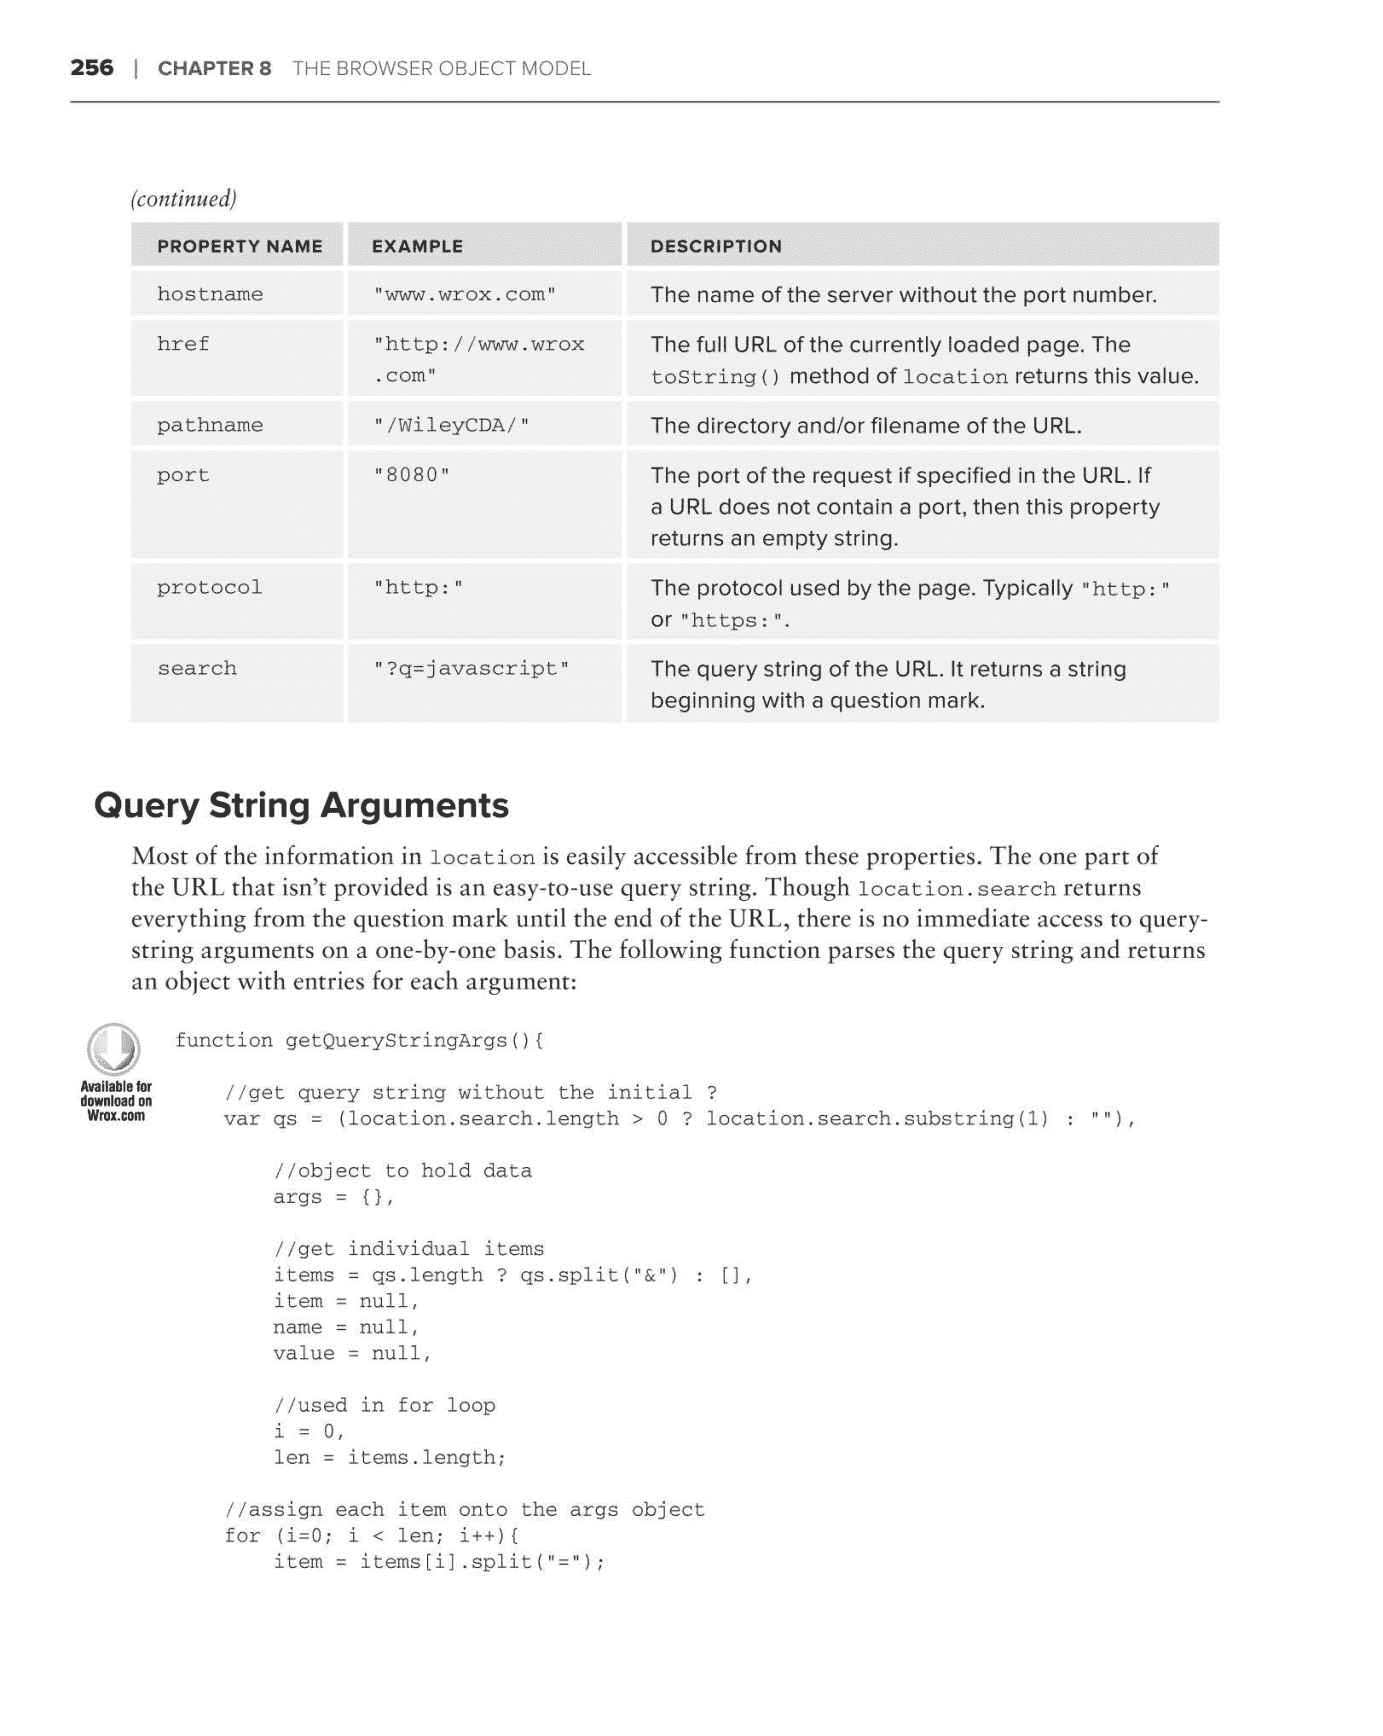 256 | CHAPTER 8 THE BROWSER OBJECT MODEL
(continued)
PROPERTY NAME EXAMPLE DESCRIPTION
hostname "www.wrox.com" The name of the server without the port number.
href "http://www.wrox The full URL of the currently loaded page. The
.com" toString() method of location returns this value.
pathname "/WileyCDA/" The directory and/or filename of the URL.
port "8080" The port of the request if specified in the URL. If
a URL does not contain a port, then this property
returns an empty string.
protocol "http:" The protocol used by the page. Typically "http:"
or "https:".
search "?q=javascript" The query string of the URL. It returns a string
beginning with a question mark.
Query String Arguments
Most of the information in location is easily accessible from these properties. The one part of
the URL that isn't provided is an easy-to-use query string. Though location.search returns
everything from the question mark until the end of the URL, there is no immediate access to query-
string arguments on a one-by-one basis. The following function parses the query string and returns
an object with entries for each argument:
Available for
download on
Wrox.com
function getQueryStringArgs(){
//get query string without the initial ?
var qs = (location.search.length > 0 ? location.search.substring(1) : ""),
//object to hold data
args = {},
//get individual items
items = qs.length ? qs.split("&") : [],
item = null,
name = null,
value = null,
//used in for loop
i = 0,
len = items.length;
//assign each item onto the args object
for (i=0; i < len; i++){
item = items[i].split("=");